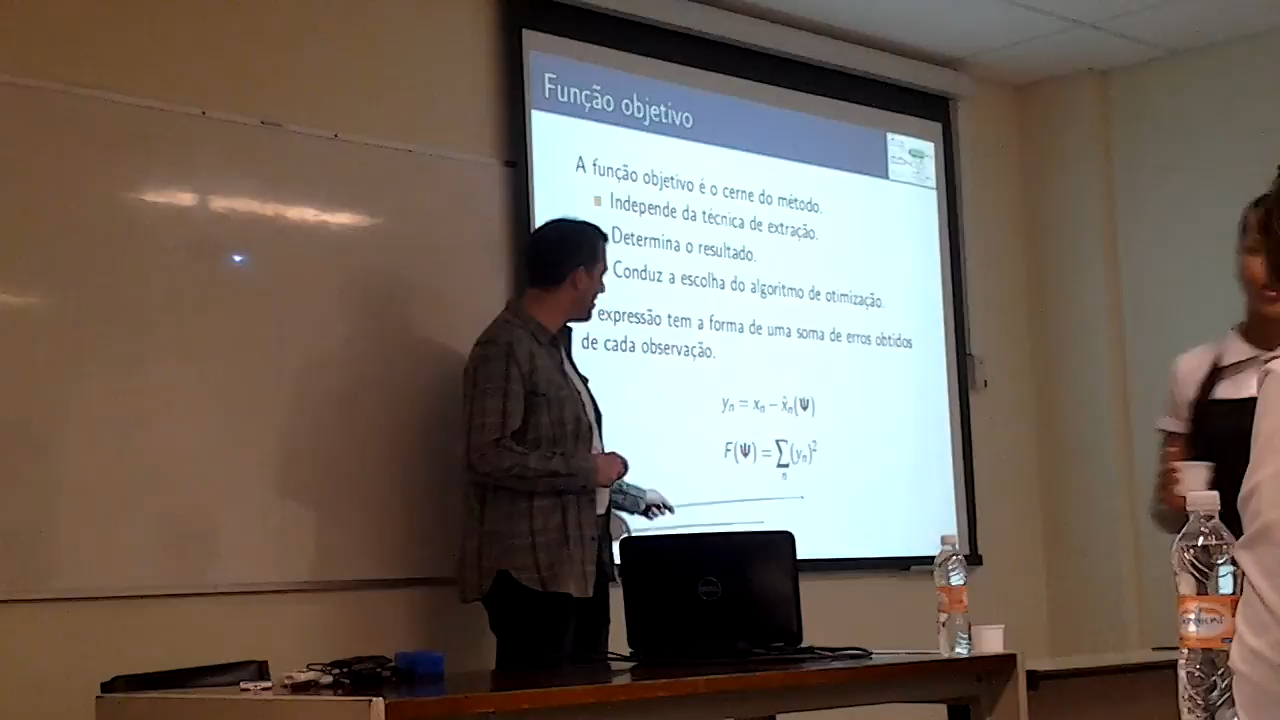 Função objetivo
A função objetivo é o cerne do método.
Independe da técnica de extração.
Determina o resultado.
Conduz a escolha do algoritmo de otimização.
expressão tem a forma de uma soma de erros obtidos
de cada observação.
yₙ = xₙ − x̂ₙ(Ψ)
F(Ψ) = ∑ₙ(yₙ)²
DELL